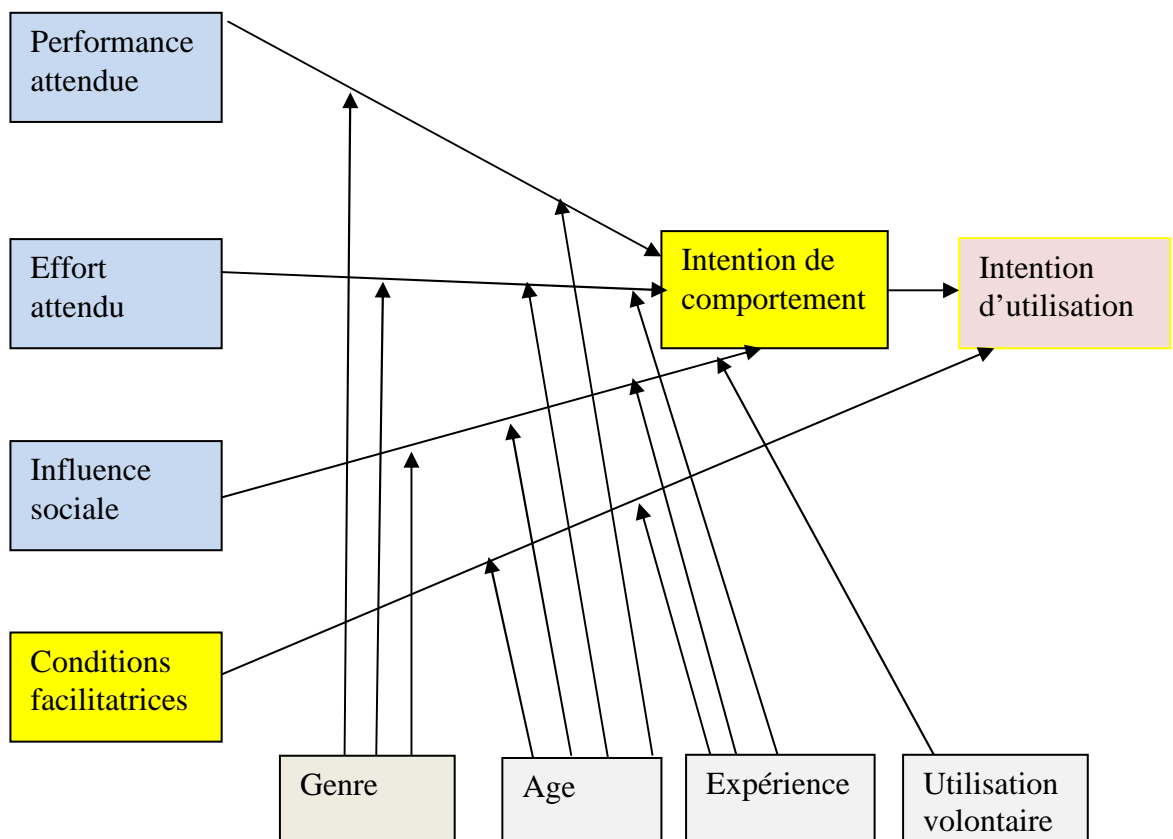 Performance
attendue
Effort
attendu
Intention de
comportement
Intention
d’utilisation
Influence
sociale
Conditions
facilitatrices
Genre
Age
Expérience
Utilisation
volontaire